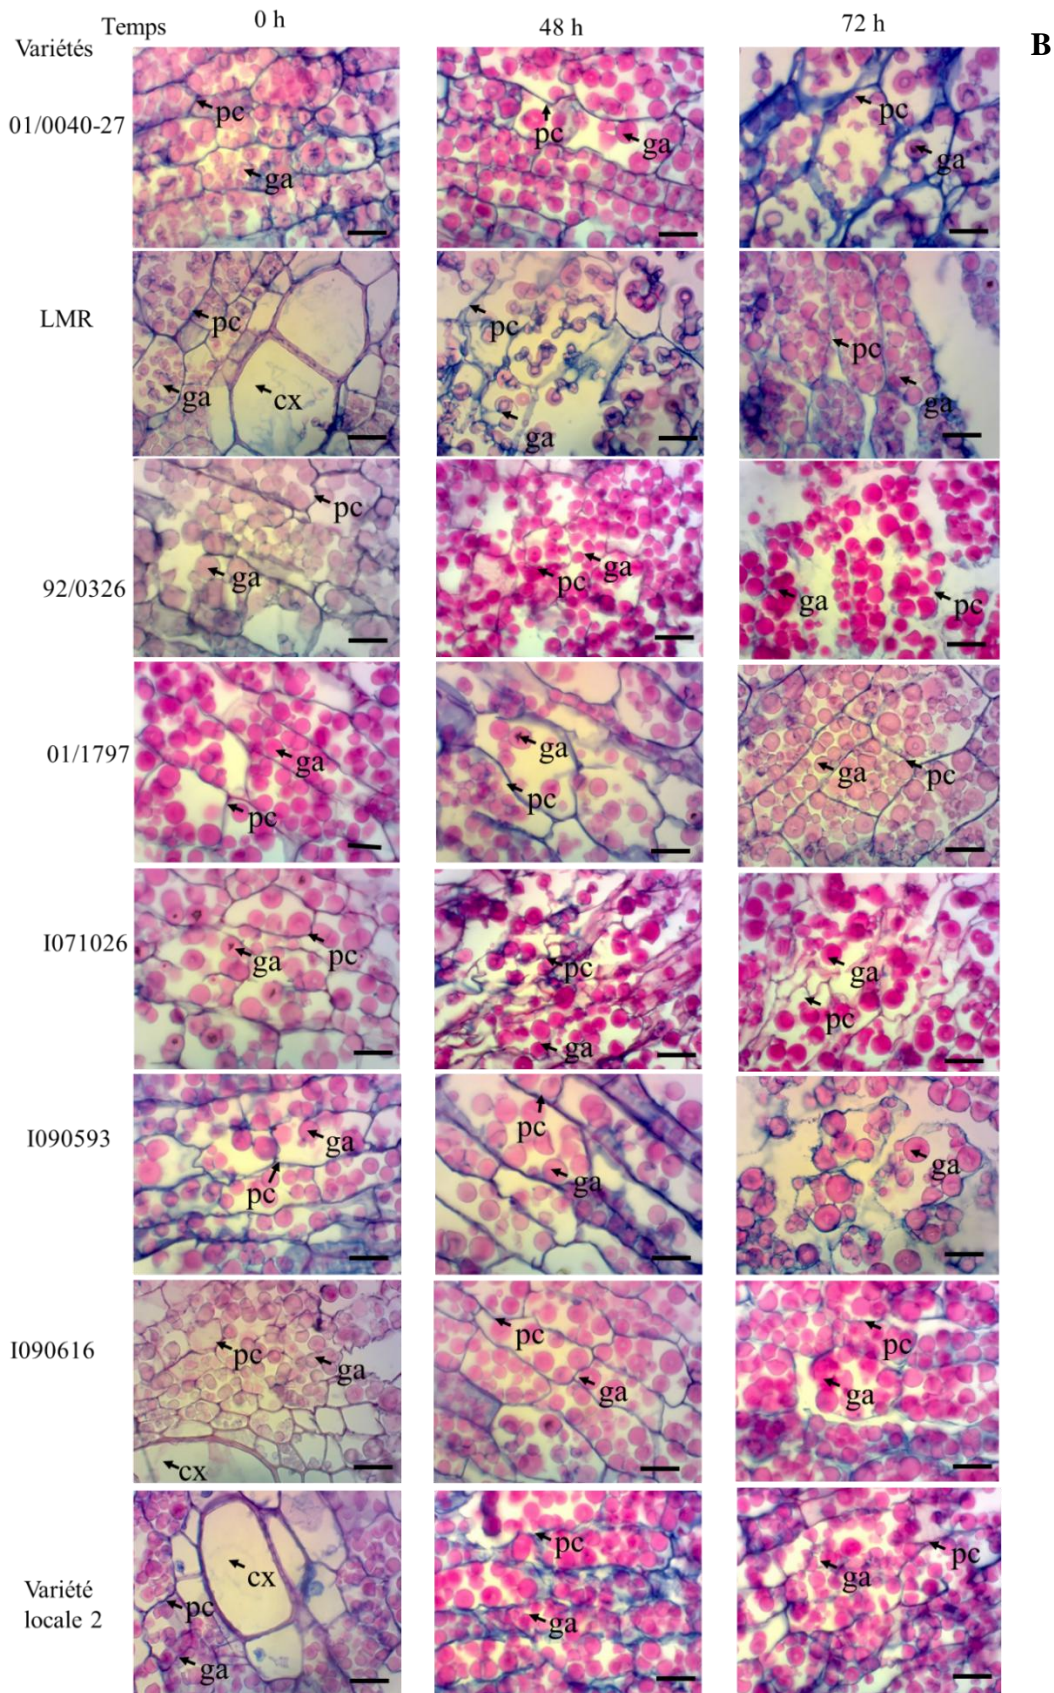 Temps 0 h 48 h 72 h B
Variétés
01/0040-27
pc
ga
pc
ga
pc
ga
LMR
pc
ga
cx
pc
ga
pc
ga
92/0326
pc
ga
ga
pc
ga
pc
01/1797
ga
pc
ga
pc
ga
pc
I071026
pc
ga
pc
ga
ga
pc
I090593
ga
pc
pc
ga
ga
I090616
pc
ga
cx
pc
ga
pc
ga
Variété
locale 2
cx
pc
ga
pc
ga
pc
ga